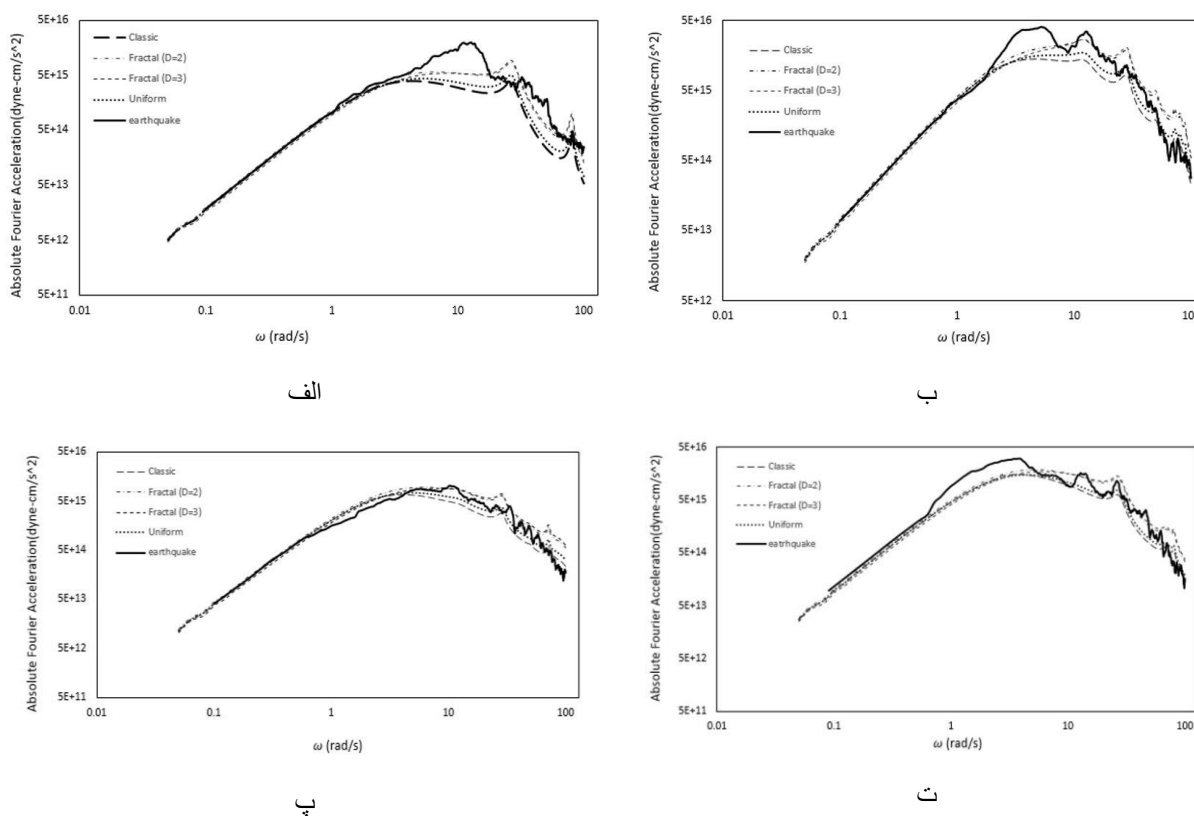 Absolute Fourier Acceleration(dyne-cm/s^2)
5E+16
5E+15
5E+14
5E+13
5E+12
5E+11
Classic
Fractal (D=2)
Fractal (D=3)
Uniform
earthquake
0.01
0.1
1
10
100
ω (rad/s)
الف
Absolute Fourier Acceleration(dyne-cm/s^2)
5E+16
5E+15
5E+14
5E+13
5E+12
Classic
Fractal (D=2)
Fractal (D=3)
Uniform
earthquake
0.01
0.1
1
10
100
ω (rad/s)
ب
Absolute Fourier Acceleration(dyne-cm/s^2)
5E+16
5E+15
5E+14
5E+13
5E+12
5E+11
Classic
Fractal (D=2)
Fractal (D=3)
Uniform
earthquake
0.01
0.1
1
10
100
ω (rad/s)
پ
Absolute Fourier Acceleration(dyne-cm/s^2)
5E+16
5E+15
5E+14
5E+13
5E+12
5E+11
Classic
Fractal (D=2)
Fractal (D=3)
Uniform
eatrhquake
0.01
0.1
1
10
100
ω (rad/s)
ت